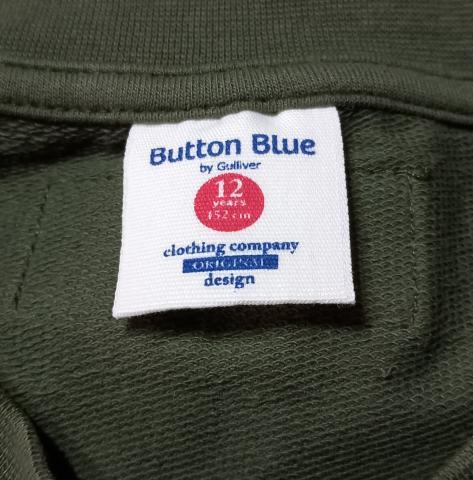 Button Blue
by Gulliver
12
years
152 cm
clothing company
ORIGINAL
design